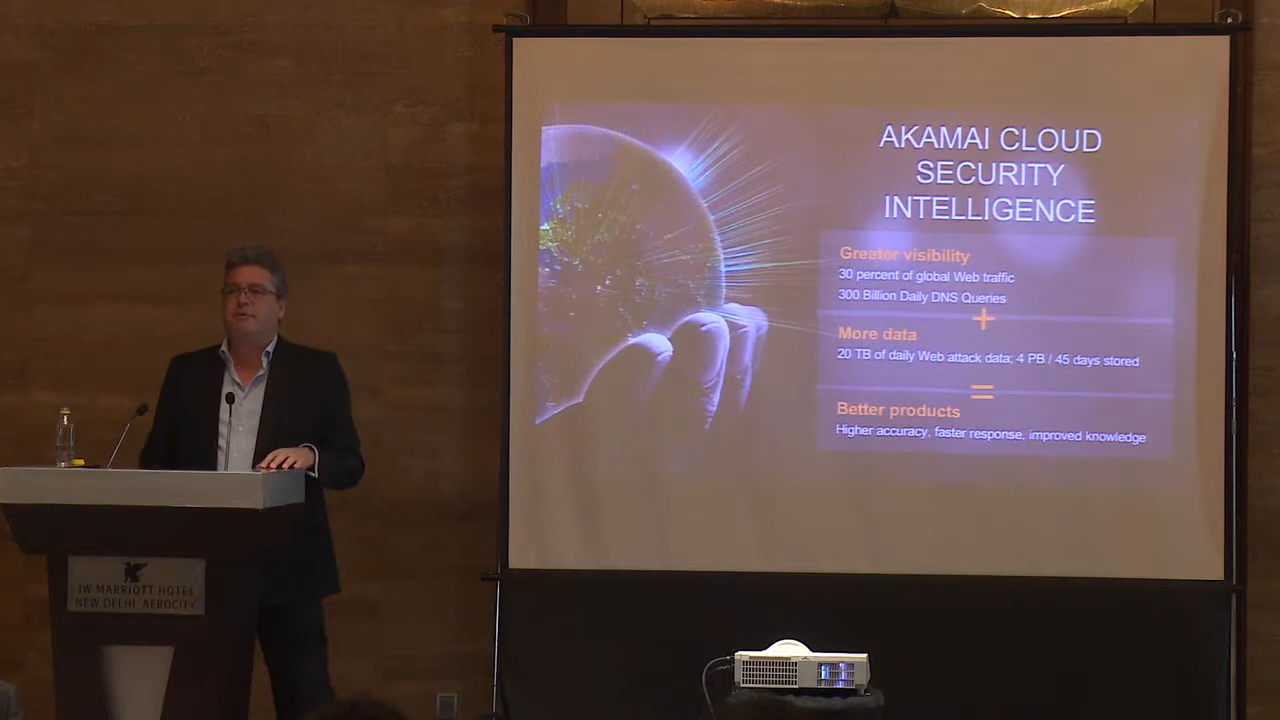 AKAMAI CLOUD
SECURITY
INTELLIGENCE
Greater visibility
30 percent of global Web traffic
300 Billion Daily DNS Queries
+
More data
20 TB of daily Web attack data; 4 PB / 45 days stored
=
Better products
Higher accuracy, faster response, improved knowledge
JW MARRIOTT HOTEL
NEW DELHI AEROCITY